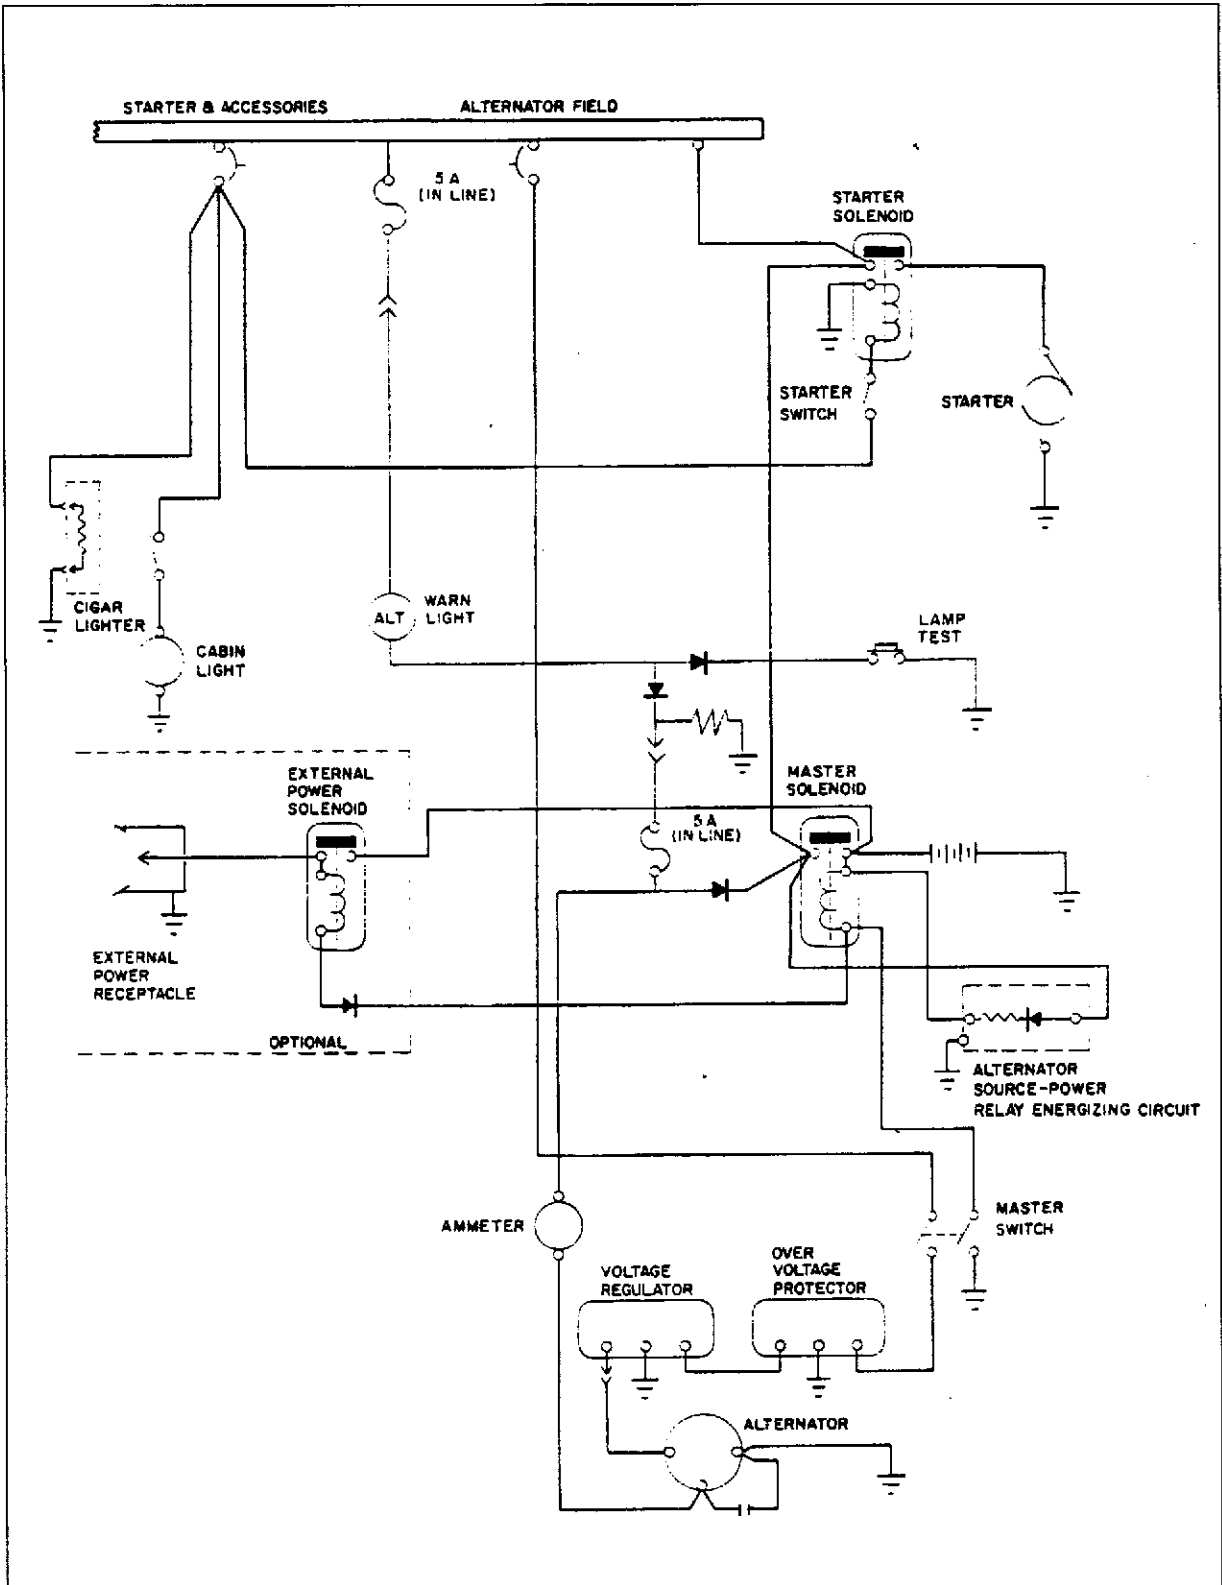 STARTER & ACCESSORIES
ALTERNATOR FIELD
5 A
(IN LINE)
STARTER
SOLENOID
STARTER
SWITCH
STARTER
CIGAR
LIGHTER
CABIN
LIGHT
ALT
WARN
LIGHT
LAMP
TEST
EXTERNAL
POWER
SOLENOID
MASTER
SOLENOID
5 A
(IN LINE)
EXTERNAL
POWER
RECEPTACLE
OPTIONAL
ALTERNATOR
SOURCE-POWER
RELAY ENERGIZING CIRCUIT
AMMETER
MASTER
SWITCH
VOLTAGE
REGULATOR
OVER
VOLTAGE
PROTECTOR
ALTERNATOR